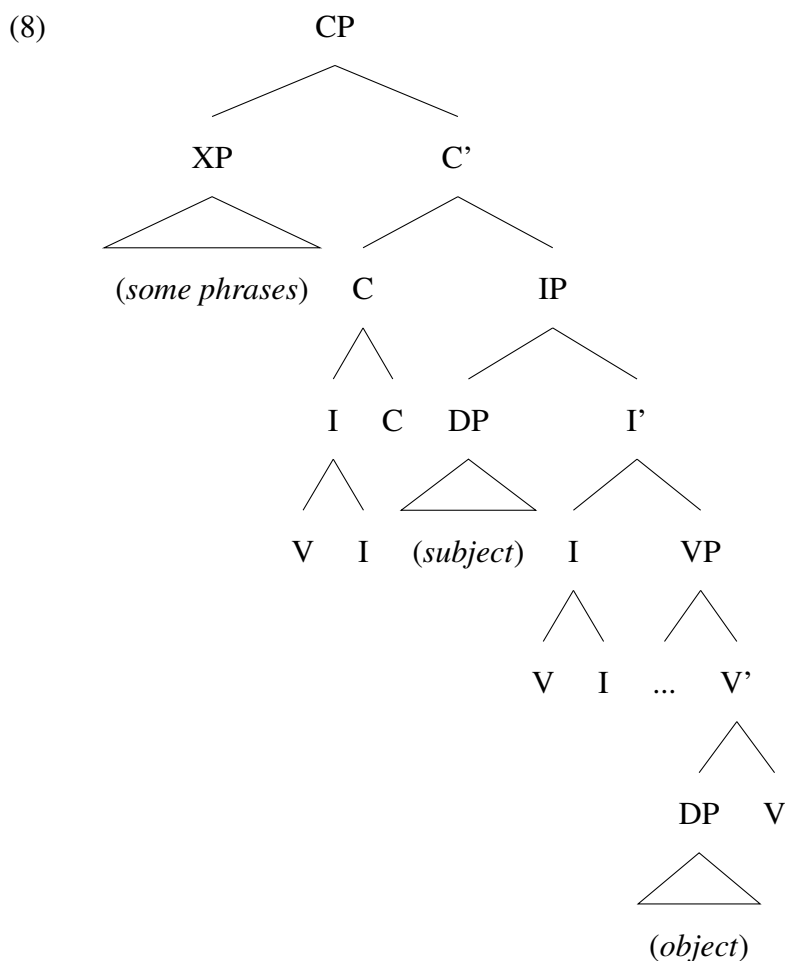 (8) CP
XP C’
(some phrases) C IP
I C DP I’
V I (subject) I VP
V I ... V’
DP V
(object)